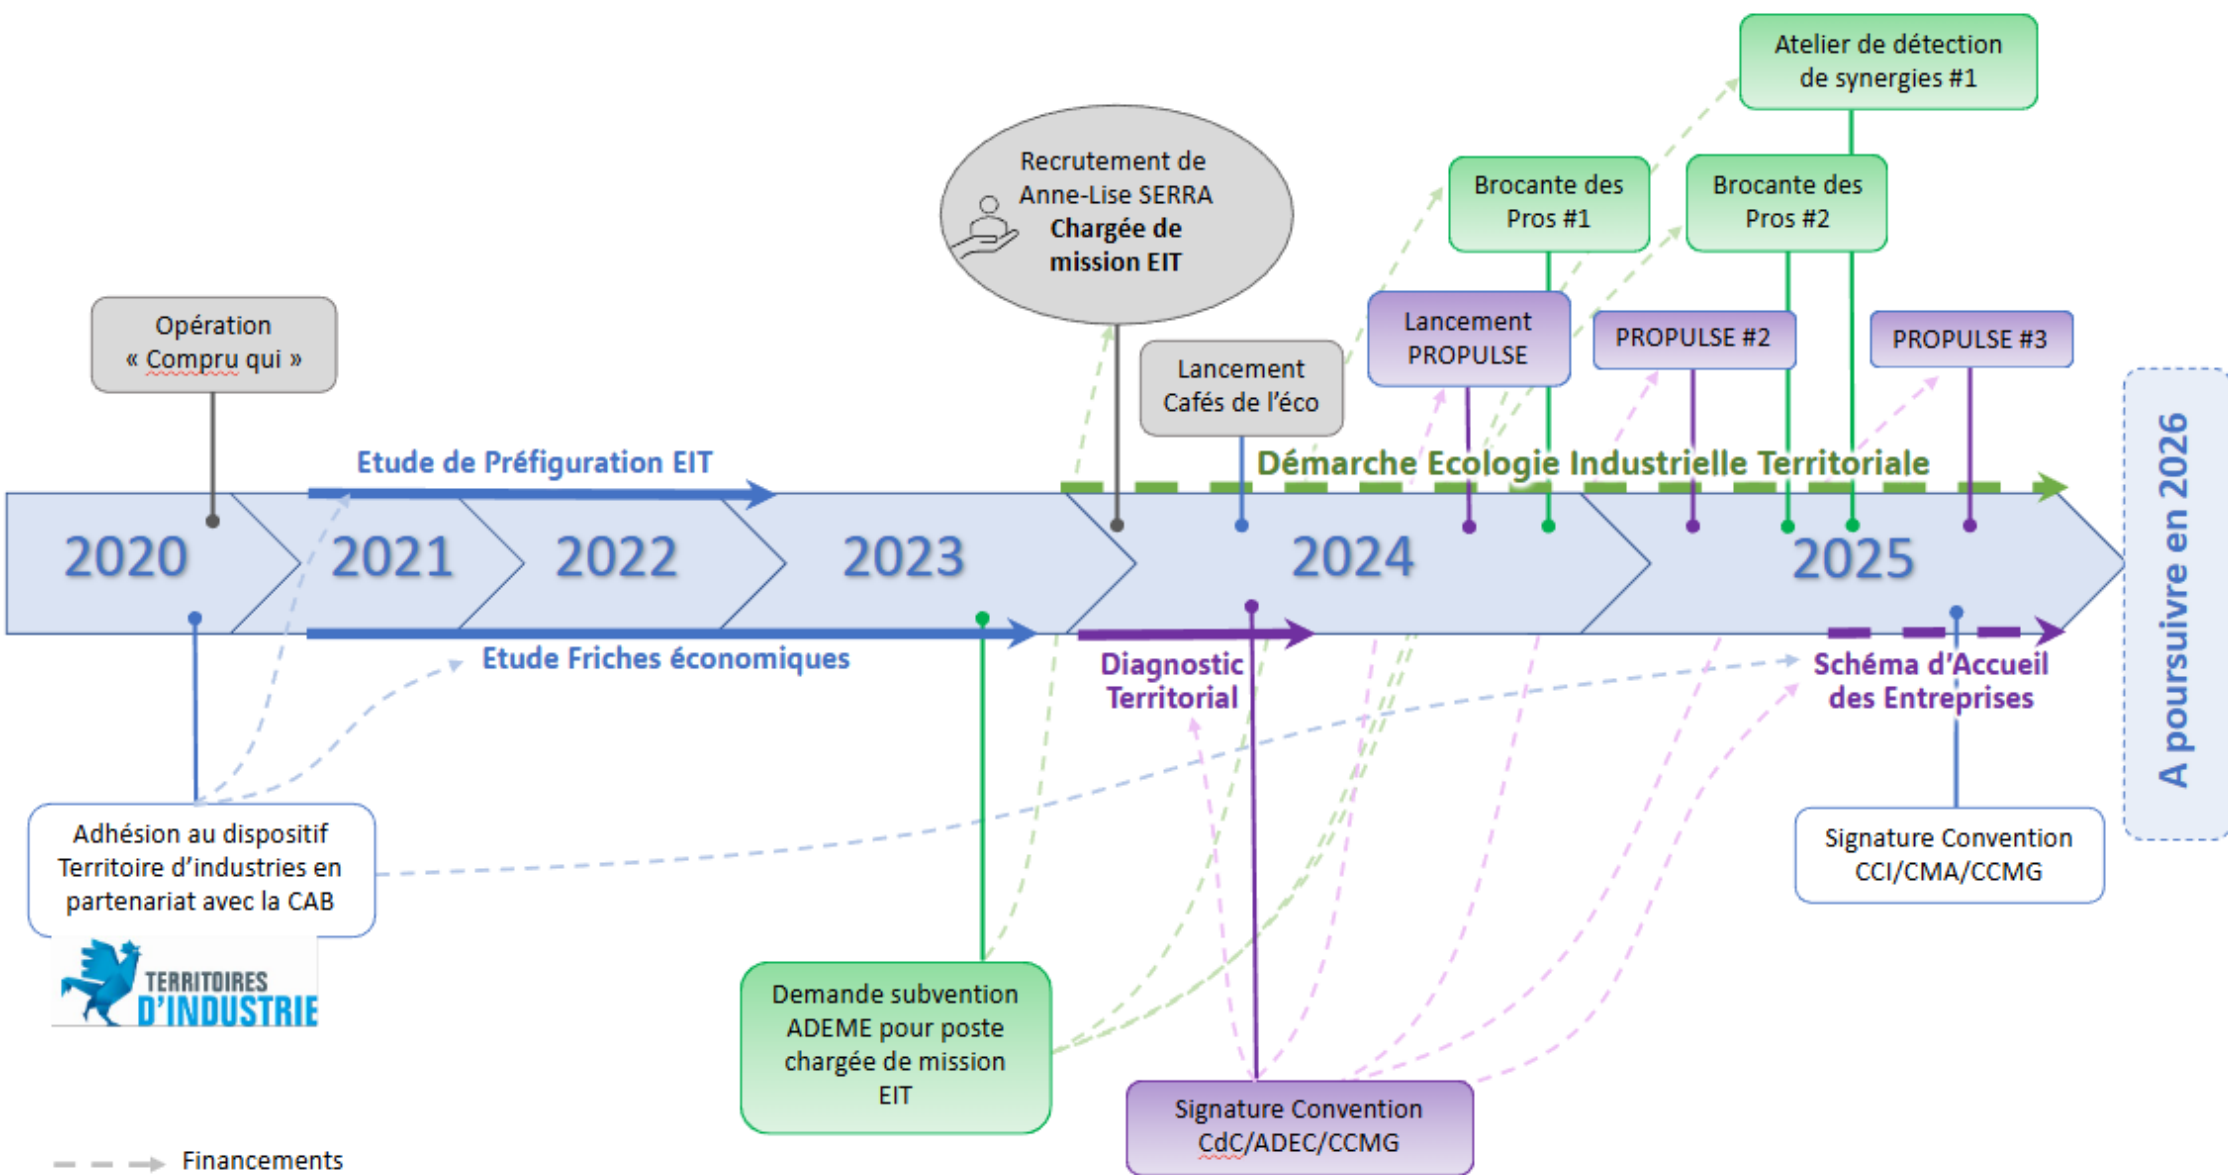 Atelier de détection
de synergies #1
Recrutement de
Anne-Lise SERRA
Chargée de
mission EIT
Brocante des
Pros #1
Brocante des
Pros #2
Opération
« Compru qui »
Lancement
Cafés de l'éco
Lancement
PROPULSE
PROPULSE #2
PROPULSE #3
Etude de Préfiguration EIT
Démarche Ecologie Industrielle Territoriale
2020
2021
2022
2023
2024
2025
A poursuivre en 2026
Etude Friches économiques
Diagnostic
Territorial
Schéma d'Accueil
des Entreprises
Adhésion au dispositif
Territoire d'industries en
partenariat avec la CAB
TERRITOIRES
D'INDUSTRIE
Signature Convention
CCI/CMA/CCMG
Demande subvention
ADEME pour poste
chargée de mission
EIT
Signature Convention
CdC/ADEC/CCMG
Financements